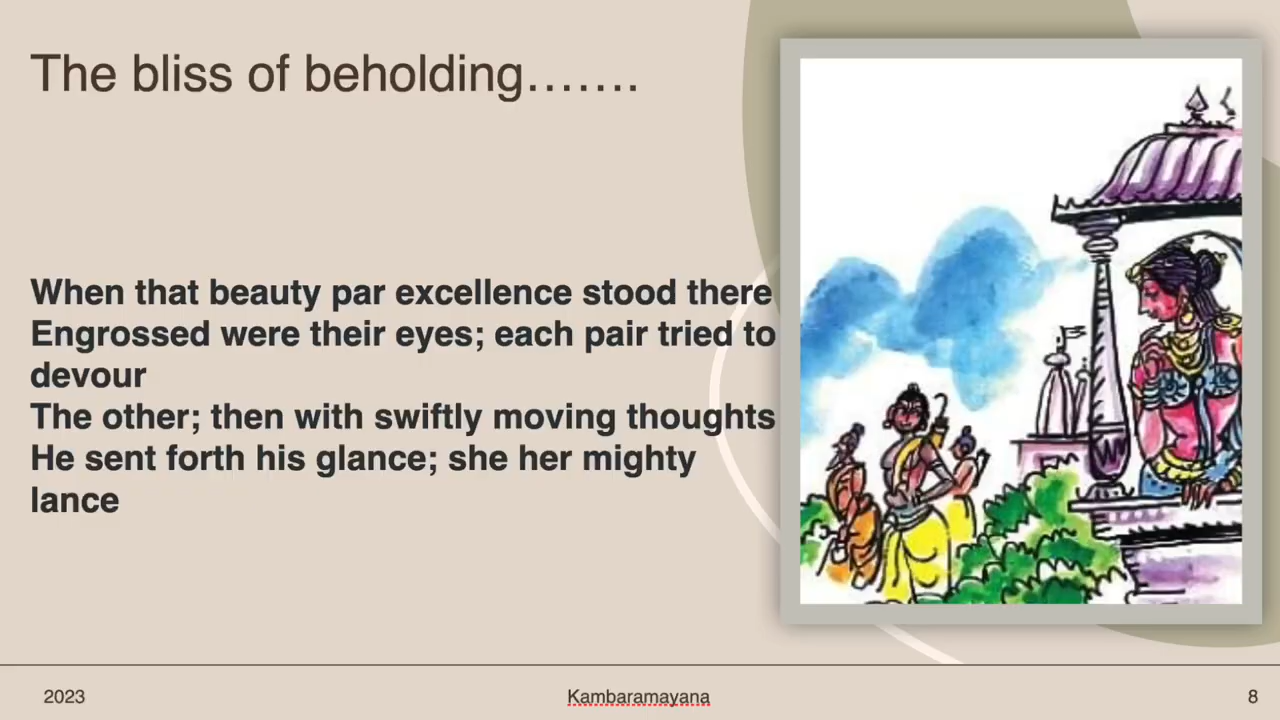 The bliss of beholding…….
When that beauty par excellence stood there
Engrossed were their eyes; each pair tried to
devour
The other; then with swiftly moving thoughts
He sent forth his glance; she her mighty
lance
2023
Kambaramayana
8